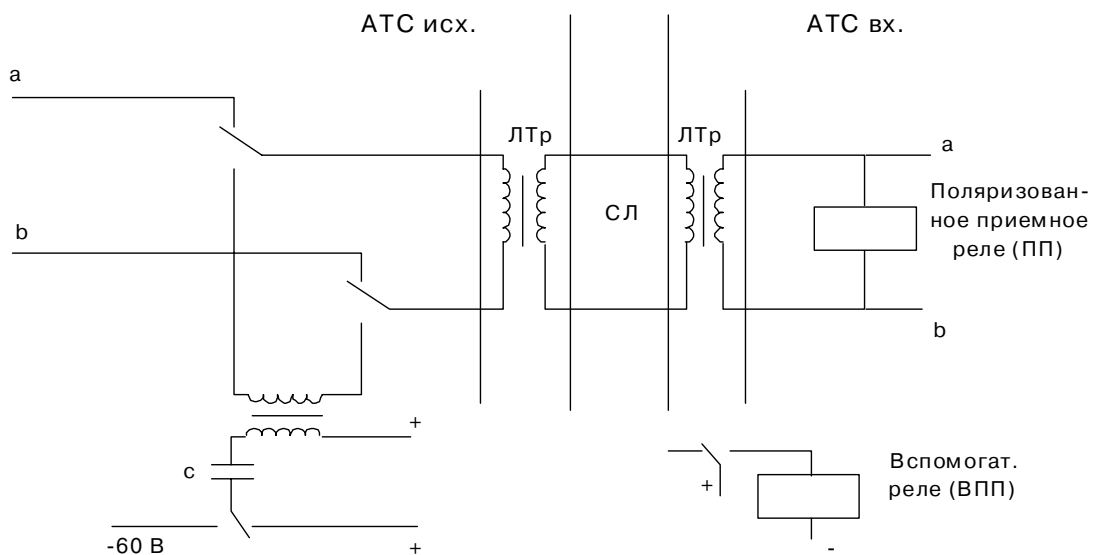 АТС исх.
АТС вх.
a
ЛТр
ЛТр
a
СЛ
Поляризован-
ное приемное
реле (ПП)
b
b
+
c
Вспомогат.
реле (ВПП)
+
-60 В
+
-